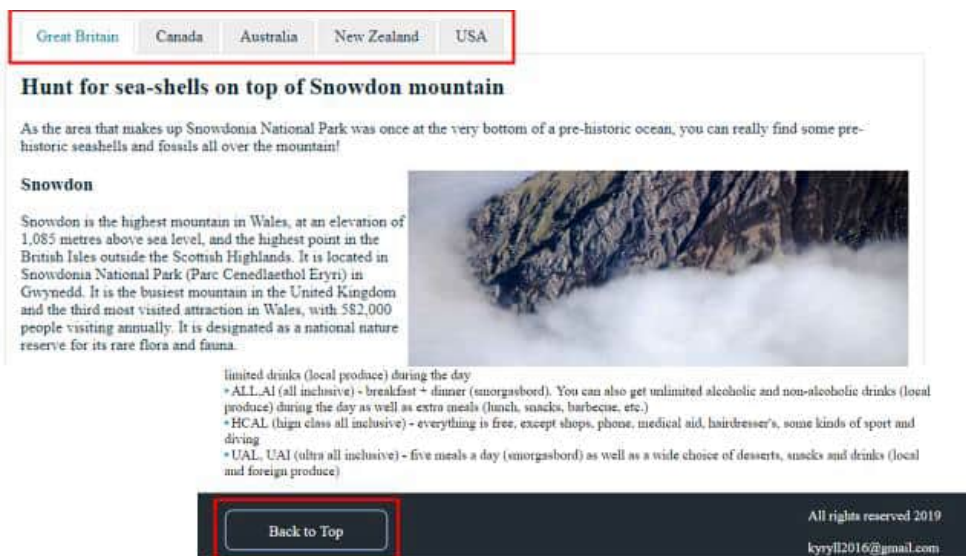 Great Britain Canada Australia New Zealand USA
Hunt for sea-shells on top of Snowdon mountain
As the area that makes up Snowdonia National Park was once at the very bottom of a pre-historic ocean, you can really find some pre-
historic seashells and fossils all over the mountain!
Snowdon
Snowdon is the highest mountain in Wales, at an elevation of
1,085 metres above sea level, and the highest point in the
British Isles outside the Scottish Highlands. It is located in
Snowdonia National Park (Parc Cenedlaethol
Eryri) in
Gwynedd. It is the busiest mountain in the United Kingdom
and the third most visited attraction in Wales, with 582,000
people visiting annually. It is designated as a national nature
reserve for its rare flora and fauna.
limited drinks (local produce) during the day
• ALL.AI (all inclusive) - breakfast + dinner (smorgasbord). You can also get unlimited alcoholic and non-alcoholic drinks (local
produce) during the day as well as extra meals (lunch, snacks, barbecue, etc.)
• HCAL (hign class all inclusive) - everything is free, except shops, phone, medical aid, hairdresser's, some kinds of sport and
diving
• UAL, UAI (ultra all inclusive) - five meals a day (smorgasbord) as well as a wide choice of desserts, snacks and drinks (local
and foreign produce)
Back to Top
All rights reserved 2019
kyryll2016@gmail.com